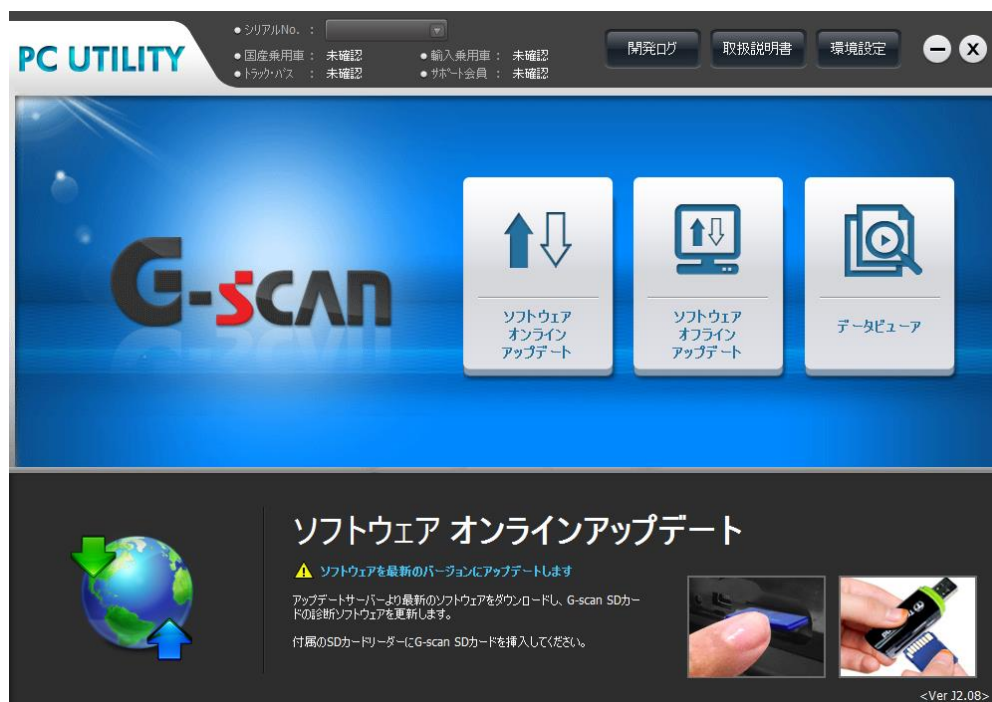 PC UTILITY
● シリアルNo. :
● 国産乗用車 : 未確認
● 輸入乗用車 : 未確認
● トラック・バス : 未確認
● サポート会員 : 未確認
開発ログ
取扱説明書
環境設定
G-scan
ソフトウェア
オンライン
アップデート
ソフトウェア
オフライン
アップデート
データビューア
ソフトウェア オンラインアップデート
ソフトウェアを最新のバージョンにアップデートします
アップデートサーバーより最新のソフトウェアをダウンロードし、G-scan SDカー
ドの診断ソフトウェアを更新します。
付属のSDカードリーダーにG-scan SDカードを挿入してください。
<Ver J2.08>